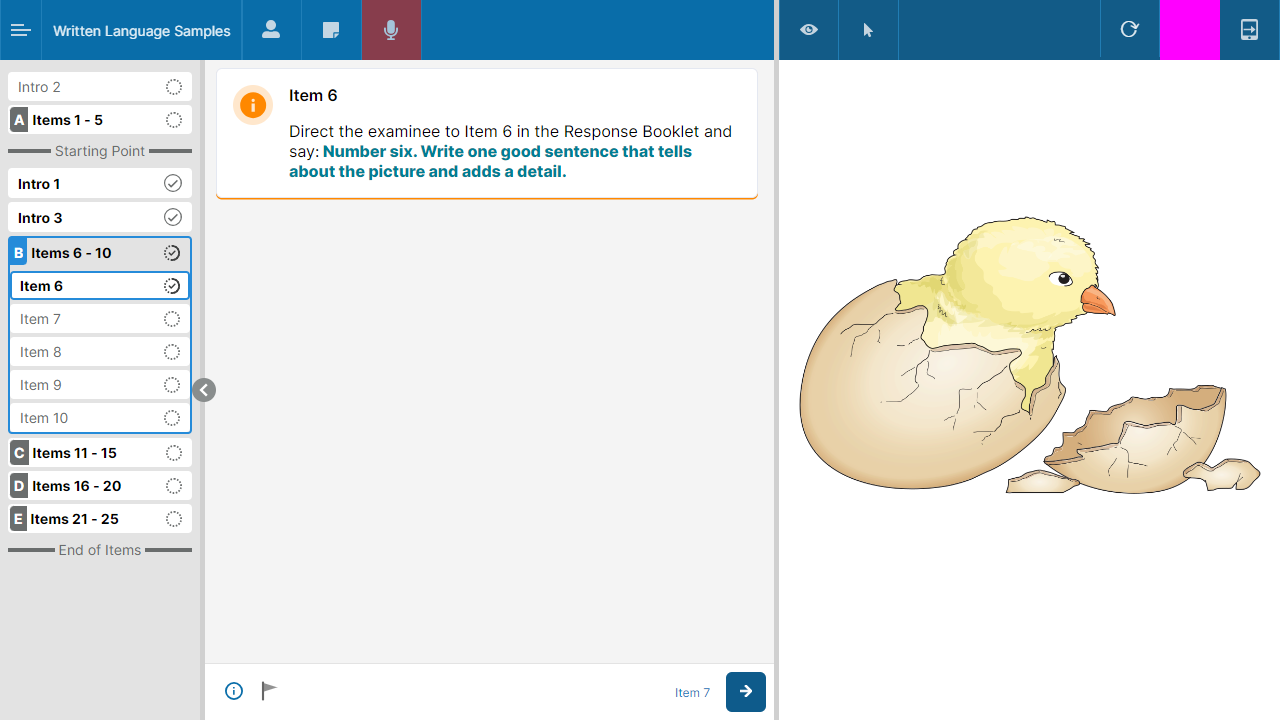 Written Language Samples
Intro 2
A Items 1 - 5
Starting Point
Intro 1
Intro 3
B Items 6 - 10
Item 6
Item 7
Item 8
Item 9
Item 10
C Items 11 - 15
D Items 16 - 20
E Items 21 - 25
End of Items
Item 6
Direct the examinee to Item 6 in the Response Booklet and
say: Number six. Write one good sentence that tells
about the picture and adds a detail.
Item 7